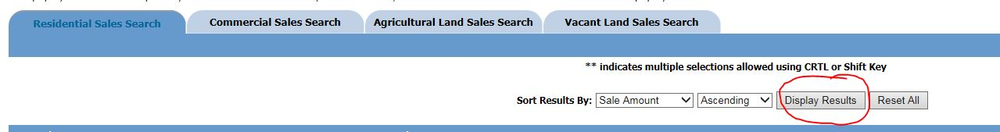 Residential Sales Search Commercial Sales Search Agricultural Land Sales Search Vacant Land Sales Search
** indicates multiple selections allowed using CRTL or Shift Key
Sort Results By: Sale Amount Ascending Display Results Reset All